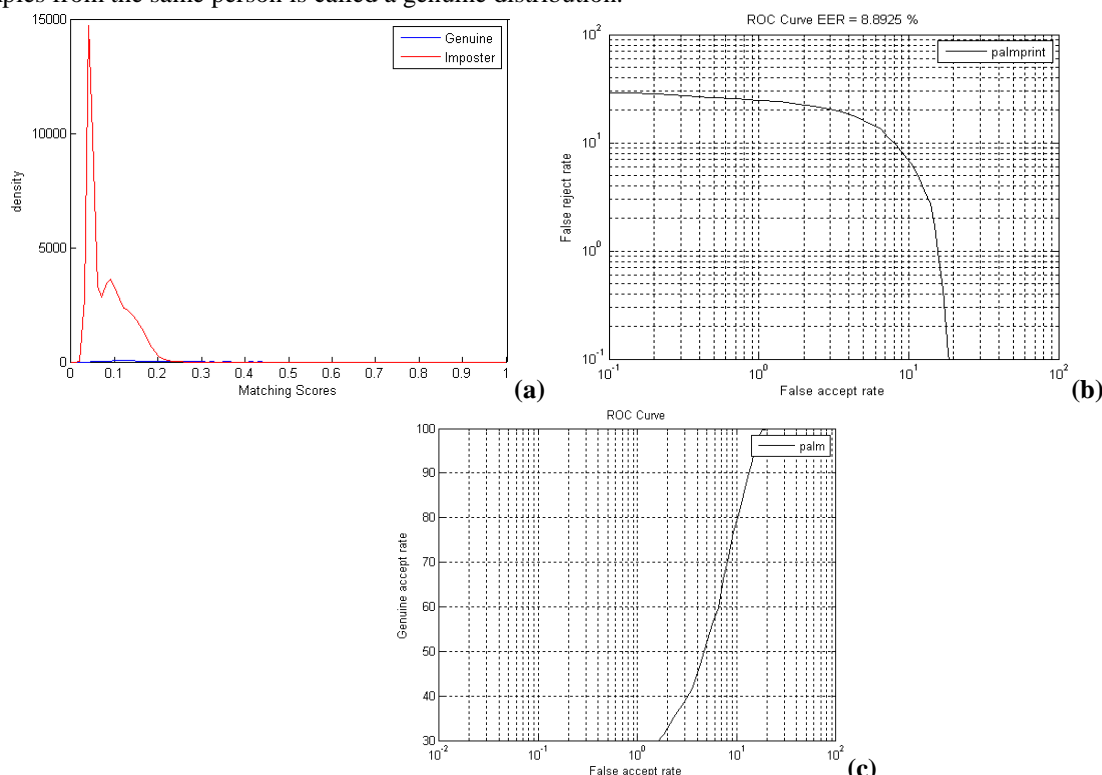 ples from the same person is called a genuine distribution.
15000
10000
5000
0
density
0 0.1 0.2 0.3 0.4 0.5 0.6 0.7 0.8 0.9 1
Matching Scores
Genuine
Imposter
(a)
ROC Curve EER = 8.8925 %
10^2
10^1
10^0
10^-1
False reject rate
10^-1 10^0 10^1 10^2
False accept rate
palmprint
(b)
ROC Curve
100
90
80
70
60
50
40
30
Genuine accept rate
10^-2 10^-1 10^0 10^1 10^2
False accept rate
palm
(c)